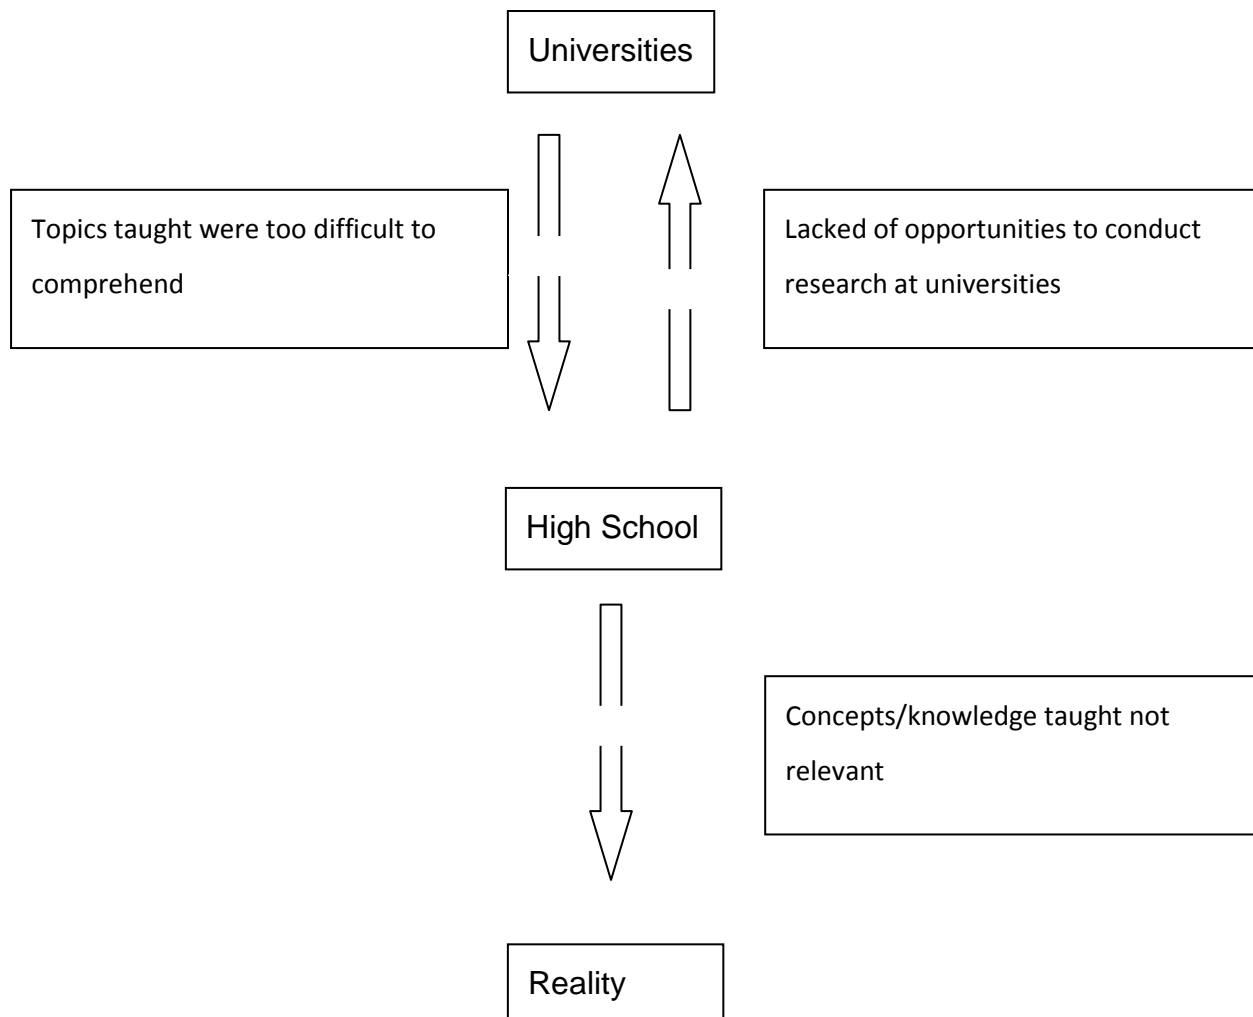 Universities
Topics taught were too difficult to
comprehend
Lacked of opportunities to conduct
research at universities
High School
Concepts/knowledge taught not
relevant
Reality